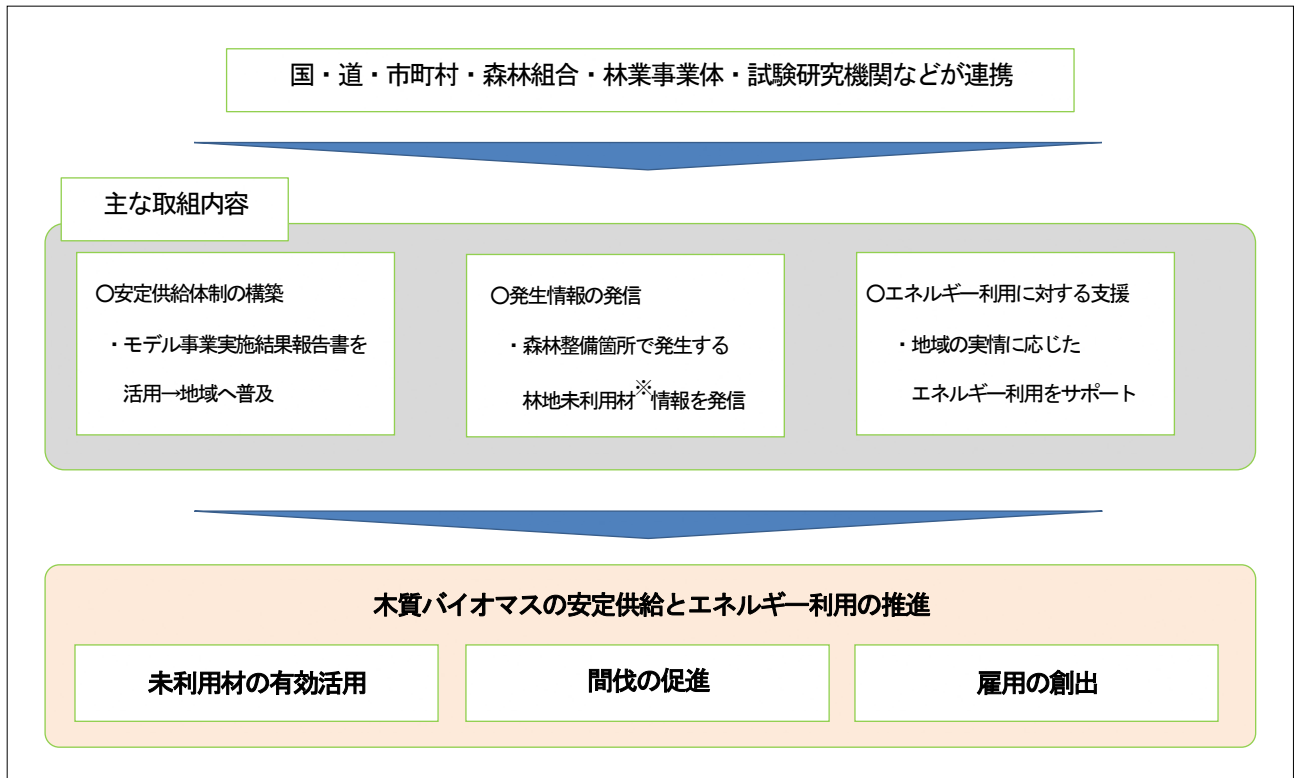 国・道・市町村・森林組合・林業事業体・試験研究機関などが連携
主な取組内容
○安定供給体制の構築
・モデル事業実施結果報告書を
活用→地域へ普及
○発生情報の発信
・森林整備箇所で発生する
林地未利用材※情報を発信
○エネルギー利用に対する支援
・地域の実情に応じた
エネルギー利用をサポート
木質バイオマスの安定供給とエネルギー利用の推進
未利用材の有効活用
間伐の促進
雇用の創出